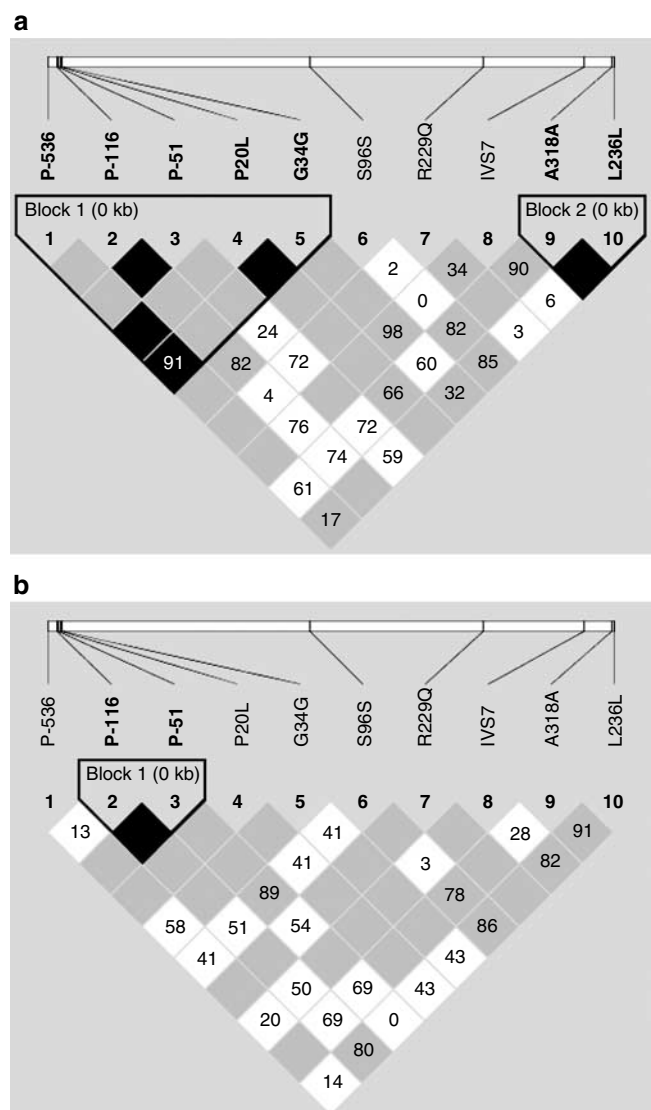 a
P-536 P-116 P-51 P20L G34G S96S R229Q IVS7 A318A L236L
Block 1 (0 kb) Block 2 (0 kb)
1 2 3 4 5 6 7 8 9 10
2 34 90
0 6
24 98 82 3
91 82 72 60 85
4 66 32
76 72
74 59
61
17
b
P-536 P-116 P-51 P20L G34G S96S R229Q IVS7 A318A L236L
Block 1 (0 kb)
1 2 3 4 5 6 7 8 9 10
13 41 28 91
41 3 82
89 78
58 51 54 86
41 43
50 69 43
20 69 0
80
14